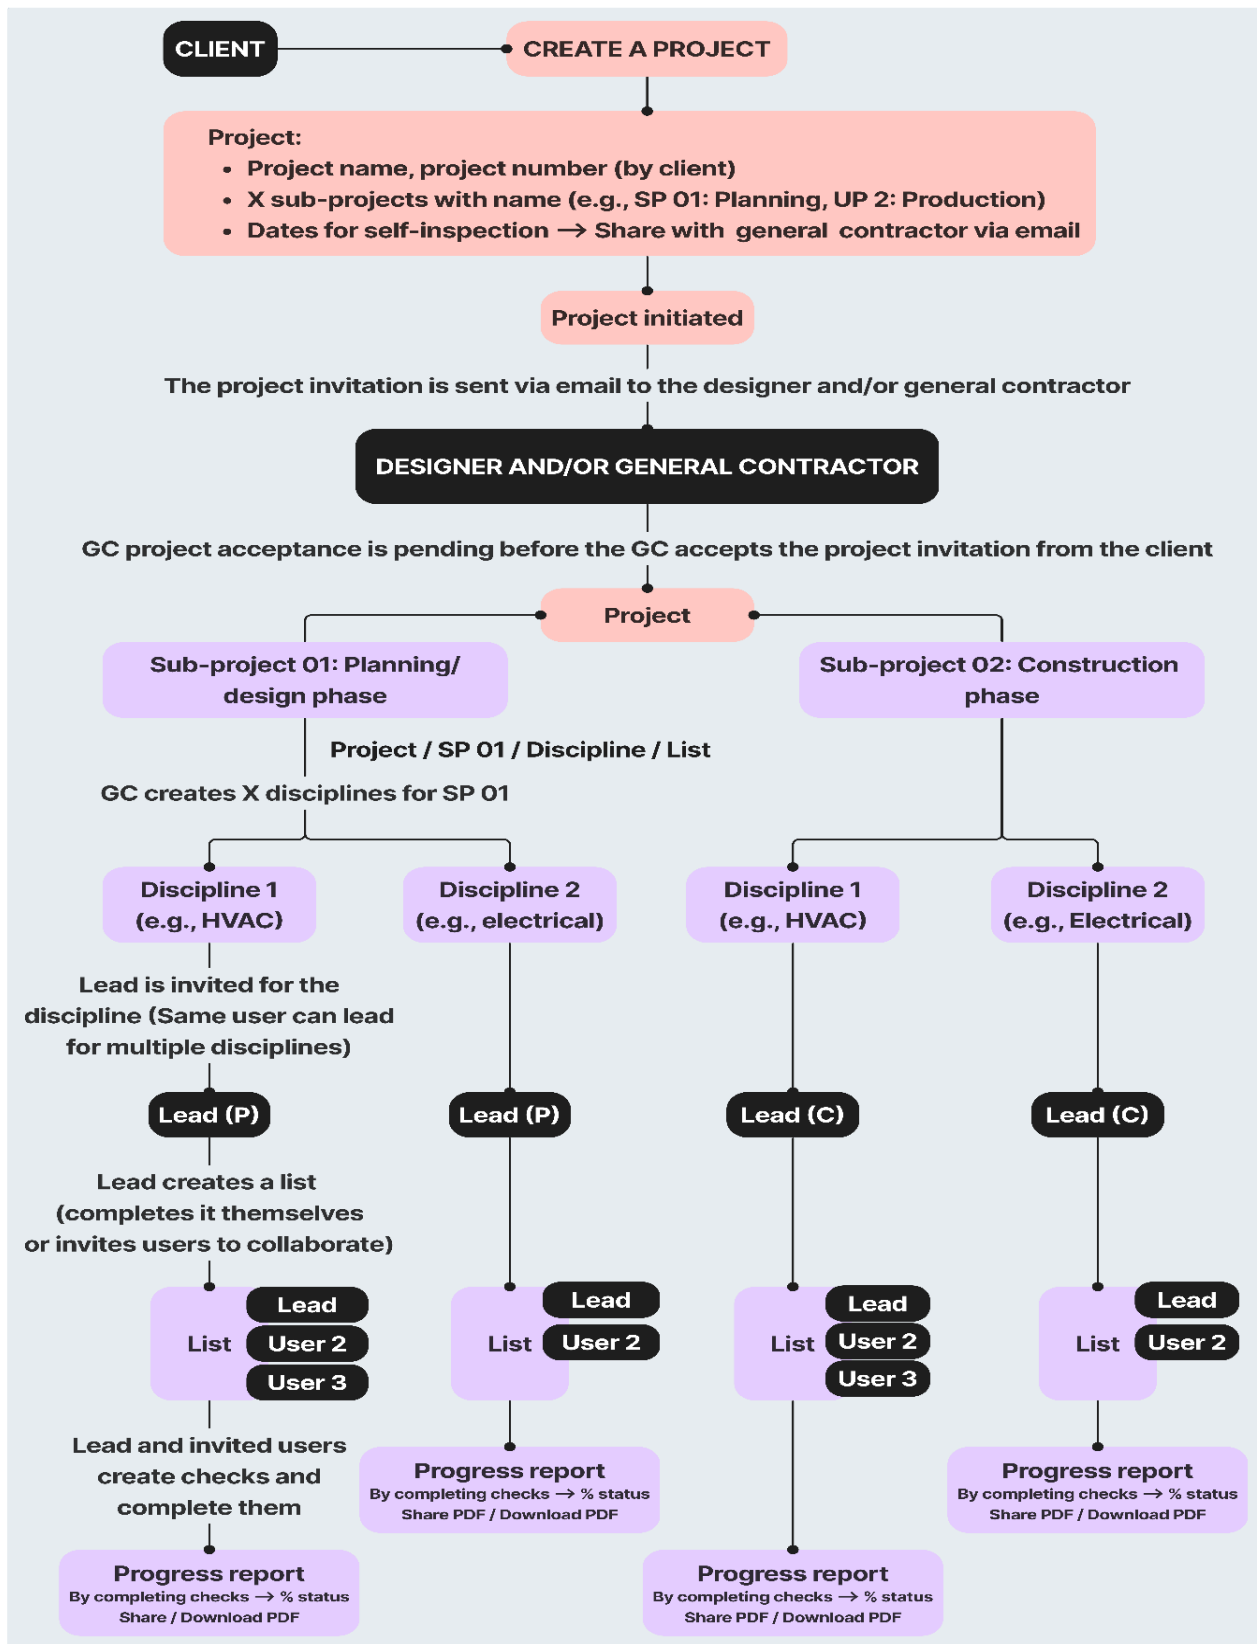 CLIENT
CREATE A PROJECT
Project:
• Project name, project number (by client)
• X sub-projects with name (e.g., SP 01: Planning, UP 2: Production)
• Dates for self-inspection → Share with general contractor via email
Project initiated
The project invitation is sent via email to the designer and/or general contractor
DESIGNER AND/OR GENERAL CONTRACTOR
GC project acceptance is pending before the GC accepts the project invitation from the client
Project
Sub-project 01: Planning/
design phase
Sub-project 02: Construction
phase
Project / SP 01 / Discipline / List
GC creates X disciplines for SP 01
Discipline 1
(e.g., HVAC)
Discipline 2
(e.g., electrical)
Discipline 1
(e.g., HVAC)
Discipline 2
(e.g., Electrical)
Lead is invited for the
discipline (Same user can lead
for multiple disciplines)
Lead (P)
Lead (P)
Lead (C)
Lead (C)
Lead creates a list
(completes it themselves
or invites users to collaborate)
List
Lead
User 2
User 3
List
Lead
User 2
List
Lead
User 2
User 3
List
Lead
User 2
Lead and invited users
create checks and
complete them
Progress report
By completing checks → % status
Share / Download PDF
Progress report
By completing checks → % status
Share PDF / Download PDF
Progress report
By completing checks → % status
Share PDF / Download PDF
Progress report
By completing checks → % status
Share PDF / Download PDF